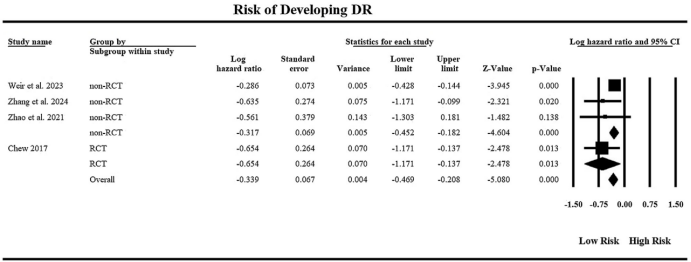 Risk of Developing DR
Study name Group by Statistics for each study Log hazard ratio and 95% CI
Subgroup within study
Log Standard Lower Upper
hazard ratio error Variance limit limit Z-Value p-Value
Weir et al. 2023 non-RCT -0.286 0.073 0.005 -0.428 -0.144 -3.945 0.000
Zhang et al. 2024 non-RCT -0.635 0.274 0.075 -1.171 -0.099 -2.321 0.020
Zhao et al. 2021 non-RCT -0.561 0.379 0.143 -1.303 0.181 -1.482 0.138
non-RCT -0.317 0.069 0.005 -0.452 -0.182 -4.604 0.000
Chew 2017 RCT -0.654 0.264 0.070 -1.171 -0.137 -2.478 0.013
RCT -0.654 0.264 0.070 -1.171 -0.137 -2.478 0.013
Overall -0.339 0.067 0.004 -0.469 -0.208 -5.080 0.000
-1.50 -0.75 0.00 0.75 1.50
Low Risk High Risk